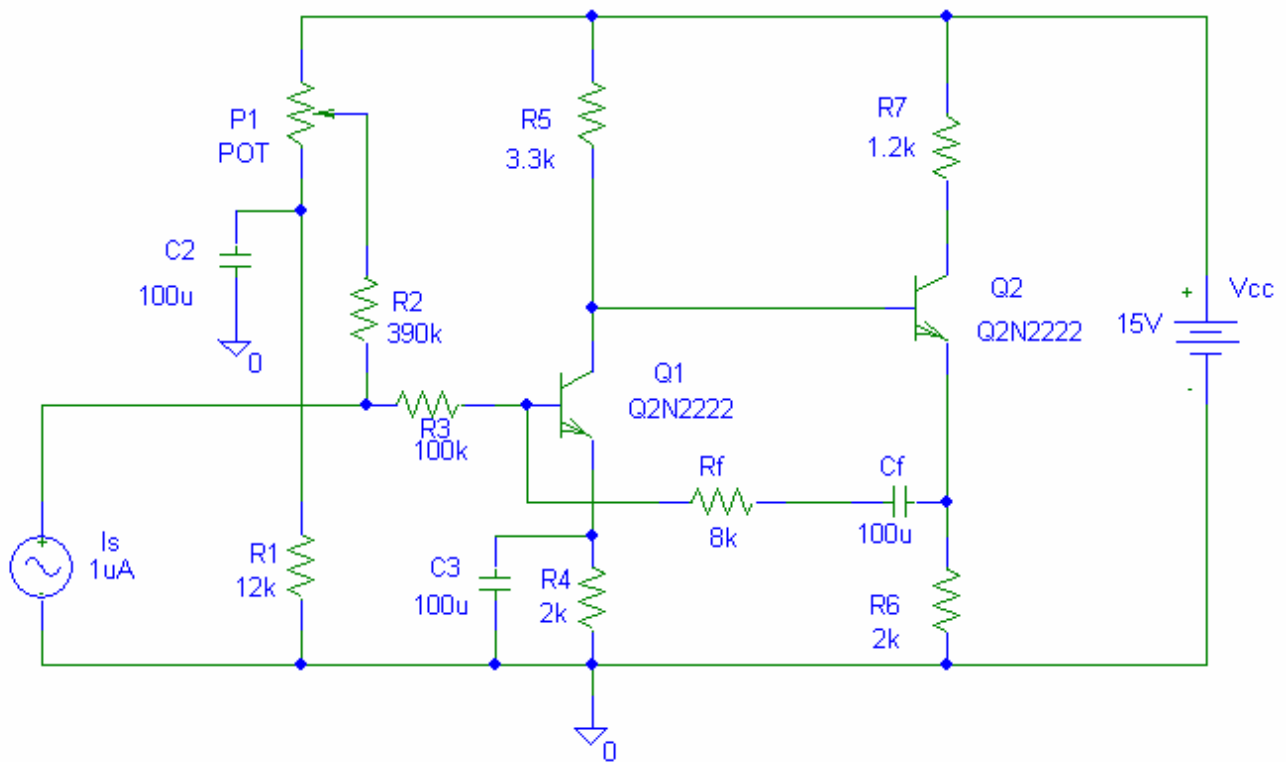 P1
POT
R5
3.3k
R7
1.2k
C2
100u
0
R2
390k
Q2
Q2N2222
+
Vcc
15V
-
Q1
Q2N2222
R3
100k
Rf
8k
Cf
100u
+
Is
1uA
-
R1
12k
C3
100u
R4
2k
R6
2k
0